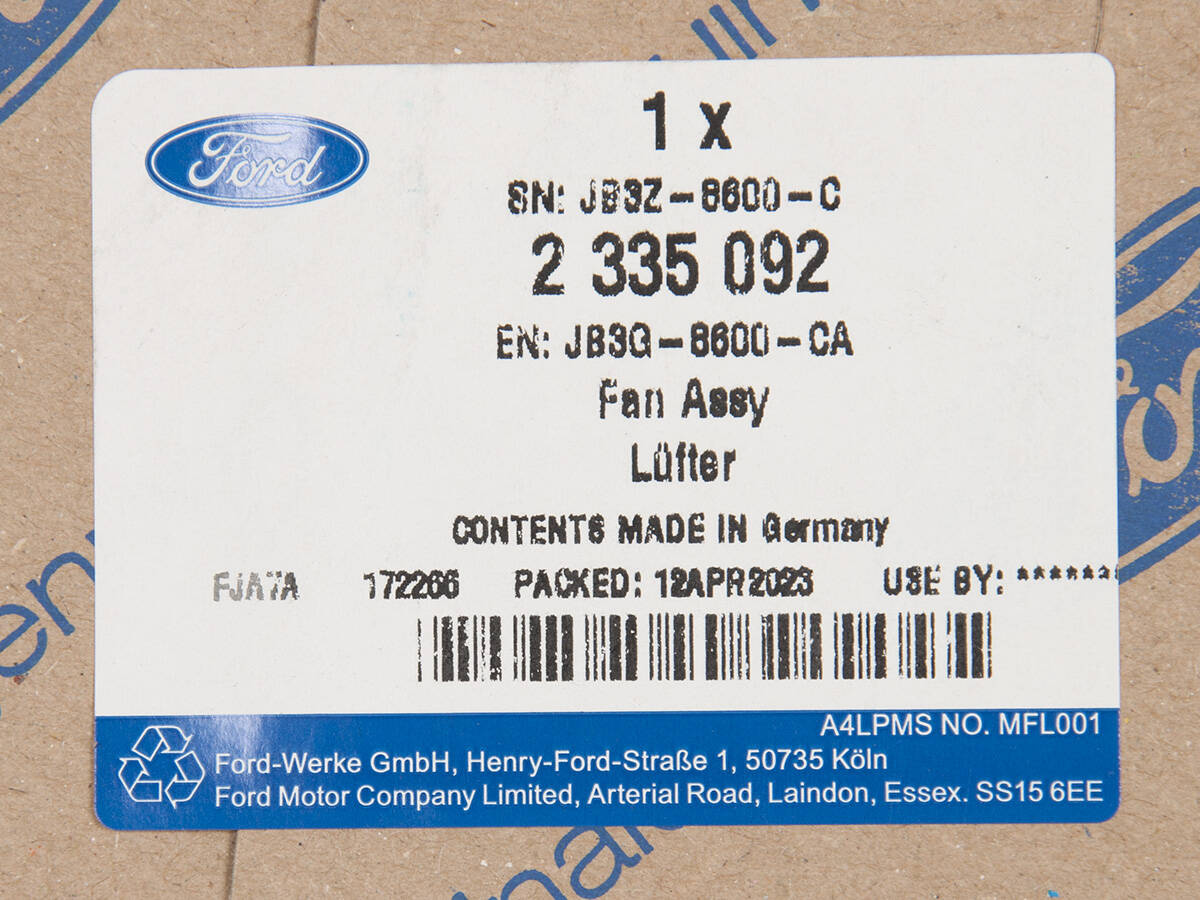 Ford
1 x
SN: JB3Z-8600-C
2 335 092
EN: JB3G-8600-CA
Fan Assy
Lüfter
CONTENTS MADE IN Germany
FJA7A 172266 PACKED: 12APR2023 USE BY: *******
A4LPMS NO. MFL001
Ford-Werke GmbH, Henry-Ford-Straße 1, 50735 Köln
Ford Motor Company Limited, Arterial Road, Laindon, Essex. SS15 6EE